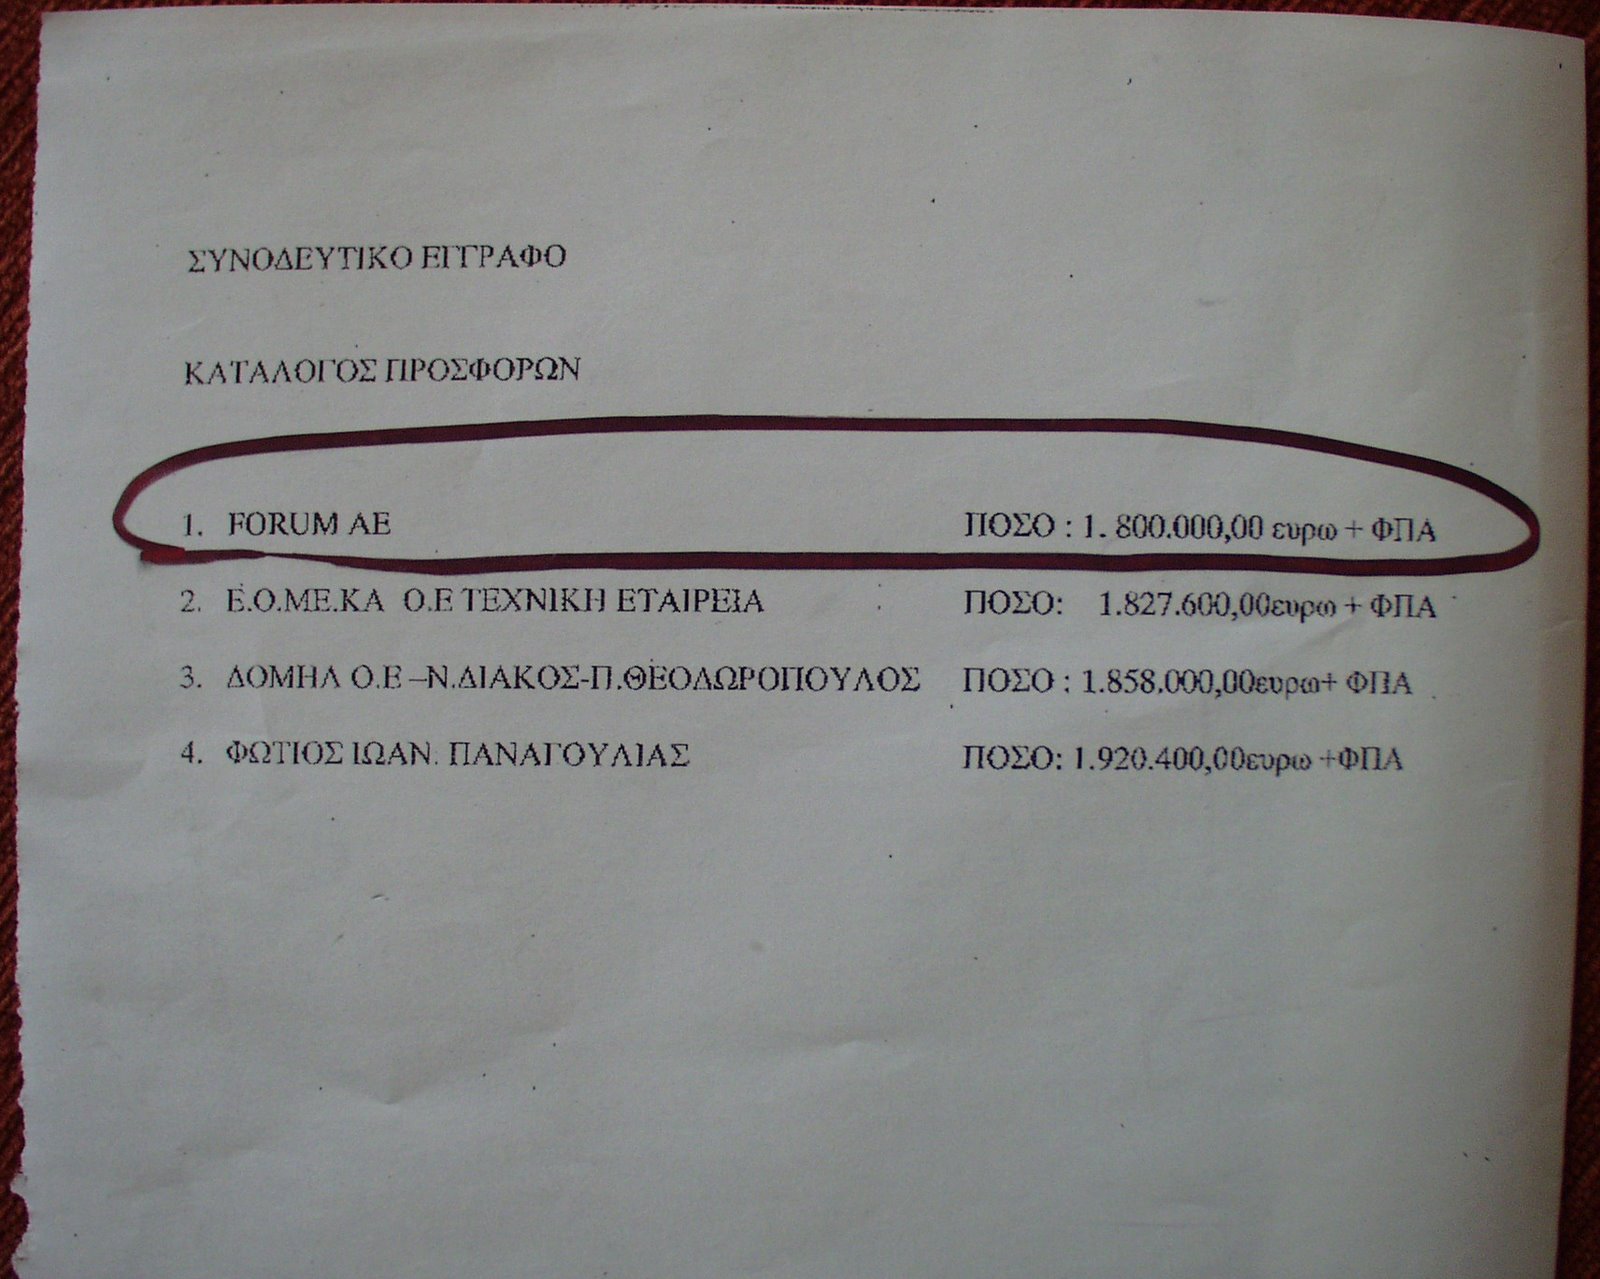 ΣΥΝΟΔΕΥΤΙΚΟ ΕΓΓΡΑΦΟ
ΚΑΤΑΛΟΓΟΣ ΠΡΟΣΦΟΡΩΝ
1. FORUM AE ΠΟΣΟ : 1. 800.000,00 ευρω + ΦΠΑ
2. Ε.Ο.ΜΕ.ΚΑ Ο.Ε ΤΕΧΝΙΚΗ ΕΤΑΙΡΕΙΑ ΠΟΣΟ: 1.827.600,00ευρω + ΦΠΑ
3. ΔΟΜΗΛ Ο.Ε –Ν.ΔΙΑΚΟΣ-Π.ΘΕΟΔΩΡΟΠΟΥΛΟΣ ΠΟΣΟ : 1.858.000,00ευρω+ ΦΠΑ
4. ΦΩΤΙΟΣ ΙΩΑΝ. ΠΑΝΑΓΟΥΛΙΑΣ ΠΟΣΟ: 1.920.400,00ευρω +ΦΠΑ